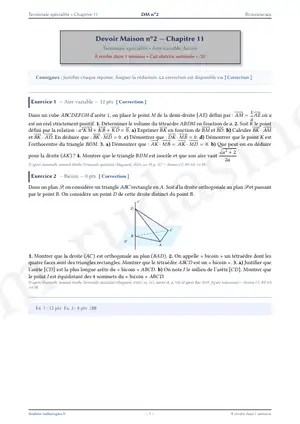 Terminale spécialité • Chapitre 11 DM n°2
Devoir Maison n°2 — Chapitre 11
Consignes : Justifier chaque réponse. Soigner la rédaction. La correction est disponible via [ Correction ]
Exercice 1 — Aire variable — 12 pts [ Correction ]
Dans un cube ABCDEFGH d'arête 1, on place le point M de la demi-droite [AE) défini par : AM = 1/a AE où a
est un réel strictement positif. 1. Déterminer le volume du tétraèdre ABDM en fonction de a. 2. Soit K le point
défini par la relation : a²KM + KB + KD = 0. a) Exprimer BK en fonction de BM et BD. b) Calculer BK · AM
et BK · AD. En déduire que : BK · MD = 0. c) Démontrer que : DK · MB = 0. d) Démontrer que le point K est
l'orthocentre du triangle BDM. 3. a) Démontrer que : AK · MB = AK · MD = 0. b) Que peut-on en déduire
pour la droite (AK) ? 4. Montrer que le triangle BDM est isocèle et que son aire vaut √(a² + 2)/2a
Exercice 2 — Bicoin — 8 pts [ Correction ]
Dans un plan 𝒫, on considère un triangle ABC rectangle en A. Soit d la droite orthogonale au plan 𝒫 et passant
par le point B. On considère un point D de cette droite distinct du point B.
1. Montrer que la droite (AC) est orthogonale au plan (BAD). 2. On appelle « bicoin » un tétraèdre dont les
quatre faces sont des triangles rectangles. Montrer que le tétraèdre ABCD est un « bicoin ». 3. a) Justifier que
l'arête [CD] est la plus longue arête du « bicoin » ABCD. b) On note I le milieu de l'arête [CD]. Montrer que
le point I est équidistant des 4 sommets du « bicoin » ABCD.
Ex. 1 : 12 pts Ex. 2 : 8 pts /20
– 1 –